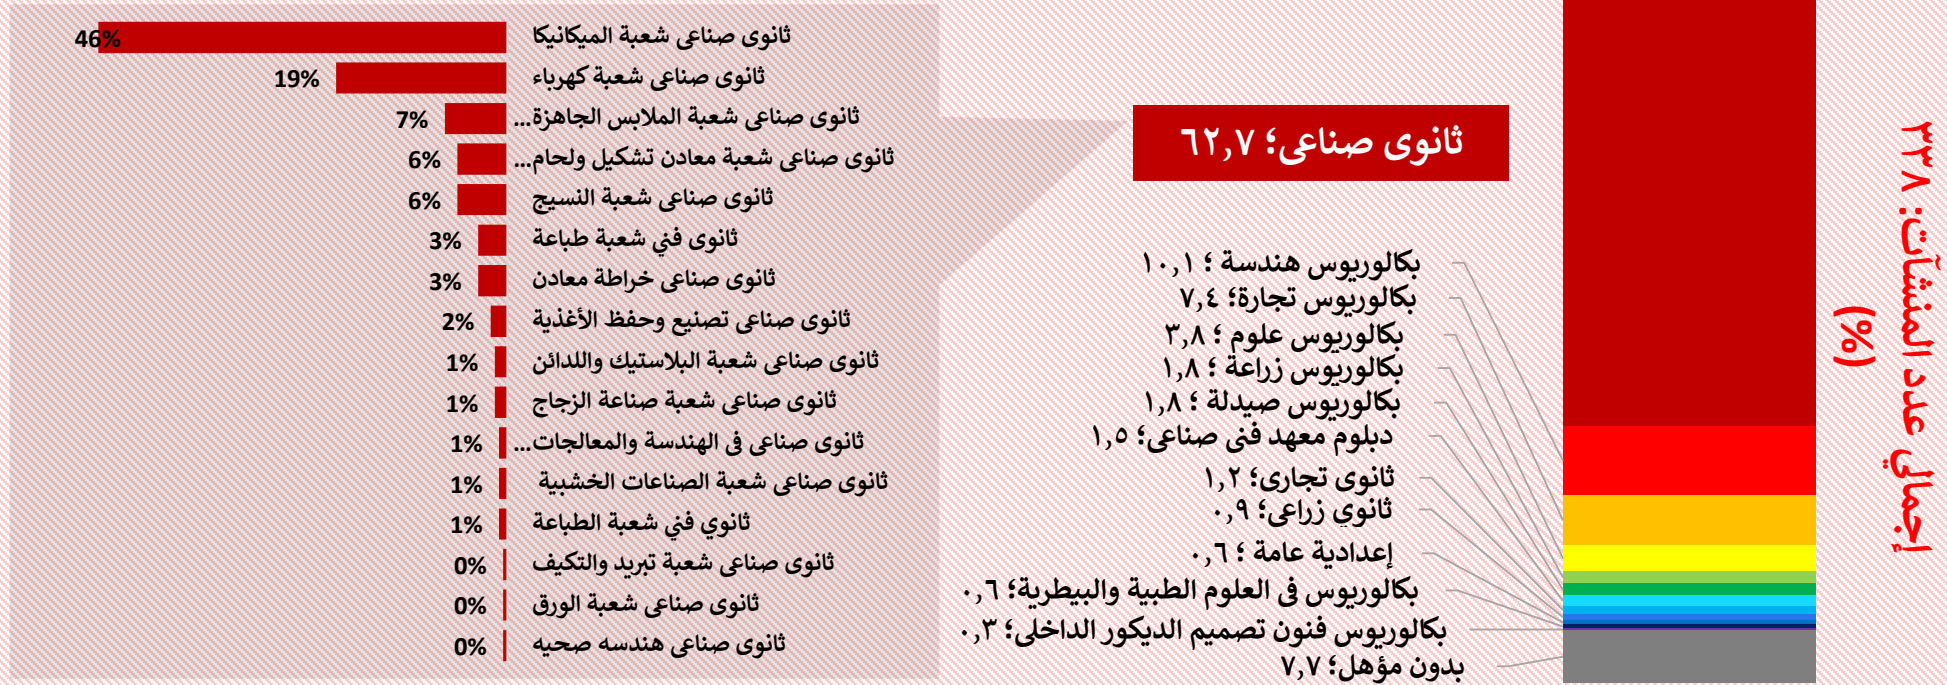 إجمالي عدد المنشآت: ٣٣٨
(%)
ثانوى صناعى؛ ٦٢,٧
بكالوريوس هندسة ؛ ١٠,١
بكالوريوس تجارة؛ ٧,٤
بكالوريوس علوم ؛ ٣,٨
بكالوريوس زراعة ؛ ١,٨
بكالوريوس صيدلة ؛ ١,٨
دبلوم معهد فنى صناعى؛ ١,٥
ثانوى تجارى؛ ١,٢
ثانوي زراعى؛ ٠,٩
إعدادية عامة ؛ ٠,٦
بكالوريوس فى العلوم الطبية والبيطرية؛ ٠,٦
بكالوريوس فنون تصميم الديكور الداخلى؛ ٠,٣
بدون مؤهل؛ ٧,٧
ثانوى صناعى شعبة الميكانيكا 46%
ثانوى صناعى شعبة كهرباء 19%
ثانوى صناعى شعبة الملابس الجاهزة... 7%
ثانوى صناعى شعبة معادن تشكيل ولحام... 6%
ثانوى صناعى شعبة النسيج 6%
ثانوى فني شعبة طباعة 3%
ثانوى صناعى خراطة معادن 3%
ثانوى صناعى تصنيع وحفظ الأغذية 2%
ثانوى صناعى شعبة البلاستيك واللدائن 1%
ثانوى صناعى شعبة صناعة الزجاج 1%
ثانوى صناعى فى الهندسة والمعالجات... 1%
ثانوى صناعى شعبة الصناعات الخشبية 1%
ثانوي فني شعبة الطباعة 1%
ثانوى صناعى شعبة تبريد والتكيف 0%
ثانوى صناعى شعبة الورق 0%
ثانوى صناعى هندسه صحيه 0%